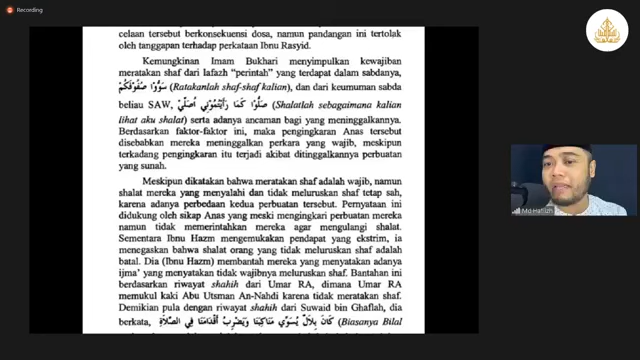 Recording
celaan tersebut berkonsekuensi dosa, namun pandangan ini tertolak
oleh tanggapan terhadap perkataan Ibnu Rasyid.
Kemungkinan Imam Bukhari menyimpulkan kewajiban
meratakan shaf dari lafazh "perintah" yang terdapat dalam sabdanya,
سَوُّوْا صُفُوْفَكُمْ (Ratakanlah shaf-shaf kalian), dan dari keumuman sabda
beliau SAW, صَلُّوْا كَمَا رَأَيْتُمُوْنِي أُصَلِّيْ (Shalatlah sebagaimana kalian
lihat aku shalat) serta adanya ancaman bagi yang meninggalkannya.
Berdasarkan faktor-faktor ini, maka pengingkaran Anas tersebut
disebabkan mereka meninggalkan perkara yang wajib, meskipun
terkadang pengingkaran itu terjadi akibat ditinggalkannya perbuatan
yang sunah.
Meskipun dikatakan bahwa meratakan shaf adalah wajib, namun
shalat mereka yang menyalahi dan tidak meluruskan shaf tetap sah,
karena adanya perbedaan kedua perbuatan tersebut. Pernyataan ini
didukung oleh sikap Anas yang meski mengingkari perbuatan mereka
namun tidak memerintahkan mereka agar mengulangi shalat.
Sementara Ibnu Hazm mengemukakan pendapat yang ekstrim, ia
menegaskan bahwa shalat orang yang tidak meluruskan shaf adalah
batal. Dia (Ibnu Hazm) membantah mereka yang menyatakan adanya
ijma' yang menyatakan tidak wajibnya meluruskan shaf. Bantahan ini
berdasarkan riwayat shahih dari Umar RA, dimana Umar RA
memukul kaki Abu Utsman An-Nahdi karena tidak meratakan shaf.
Demikian pula dengan riwayat shahih dari Suwaid bin Ghaflah, dia
berkata, كَانَ بِلَالٌ يُسَوِّي مَنَاكِبَنَا وَيَضْرِبُ أَقْدَامَنَا فِي الصَّلَاةِ (Biasanya Bilal
Md Hafiizh